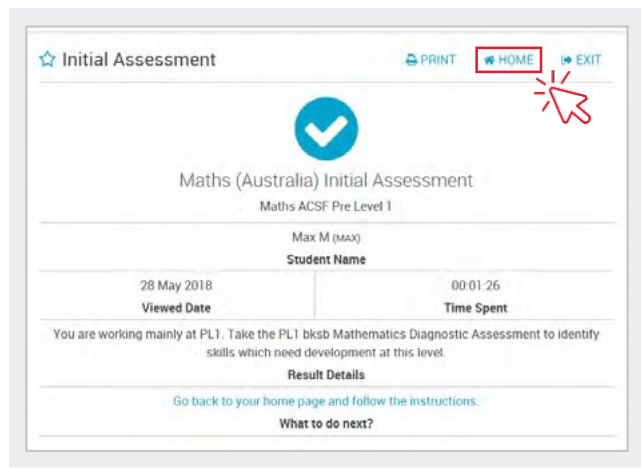 Initial Assessment PRINT HOME EXIT
Maths (Australia) Initial Assessment
Maths ACSF Pre Level 1
Max M (MAX)
Student Name
28 May 2018 00:01:26
Viewed Date Time Spent
You are working mainly at PL1. Take the PL1 bksb Mathematics Diagnostic Assessment to identify
skills which need development at this level.
Result Details
Go back to your home page and follow the instructions.
What to do next?